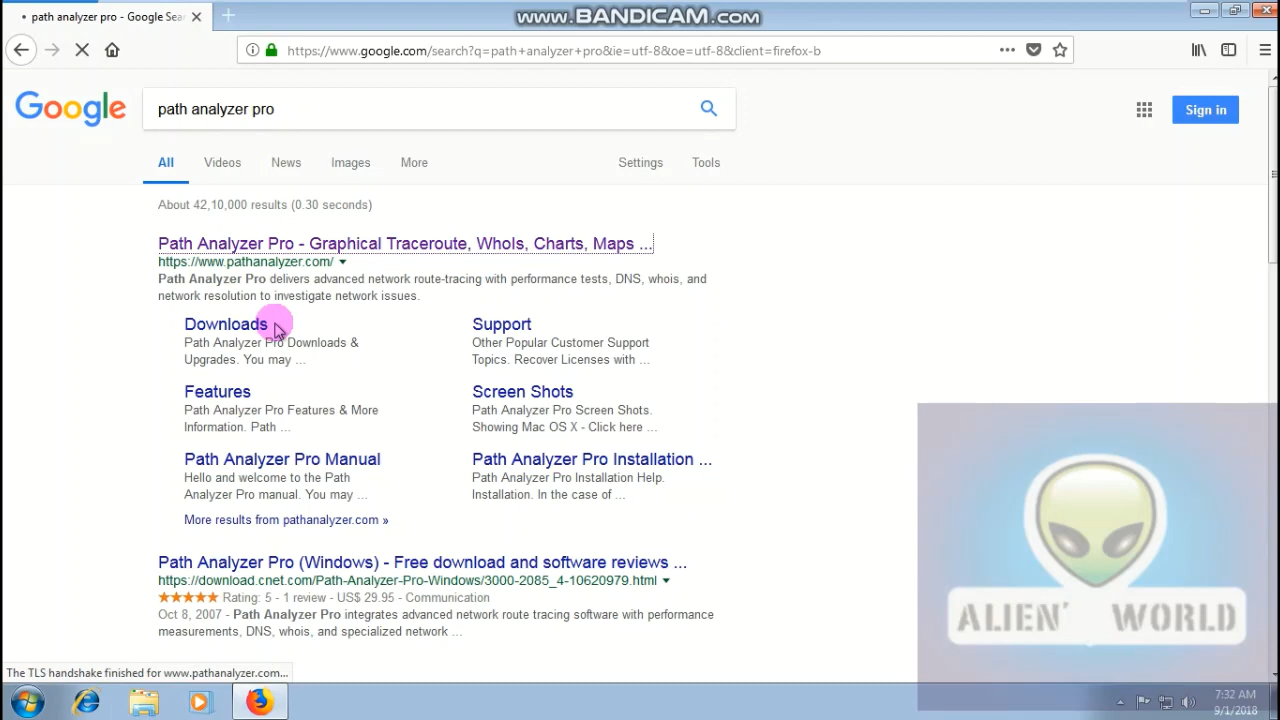 path analyzer pro - Google Sear
www.BANDICAM.com
https://www.google.com/search?q=path+analyzer+pro&ie=utf-8&oe=utf-8&client=firefox-b
Google
path analyzer pro
Sign in
All Videos News Images More Settings Tools
About 42,10,000 results (0.30 seconds)
Path Analyzer Pro - Graphical Traceroute, WhoIs, Charts, Maps ...
https://www.pathanalyzer.com/
Path Analyzer Pro delivers advanced network route-tracing with performance tests, DNS, whois, and
network resolution to investigate network issues.
Downloads
Path Analyzer Pro Downloads &
Upgrades. You may ...
Support
Other Popular Customer Support
Topics. Recover Licenses with ...
Features
Path Analyzer Pro Features & More
Information. Path ...
Screen Shots
Path Analyzer Pro Screen Shots.
Showing Mac OS X - Click here ...
Path Analyzer Pro Manual
Hello and welcome to the Path
Analyzer Pro manual. You may ...
Path Analyzer Pro Installation ...
Path Analyzer Pro Installation Help.
Installation. In the case of ...
More results from pathanalyzer.com »
Path Analyzer Pro (Windows) - Free download and software reviews ...
https://download.cnet.com/Path-Analyzer-Pro-Windows/3000-2085_4-10620979.html
Rating: 5 - 1 review - US$ 29.95 - Communication
Oct 8, 2007 - Path Analyzer Pro integrates advanced network route tracing software with performance
measurements, DNS, whois, and specialized network ...
ALIEN' WORLD
The TLS handshake finished for www.pathanalyzer.com...
7:32 AM
9/1/2018